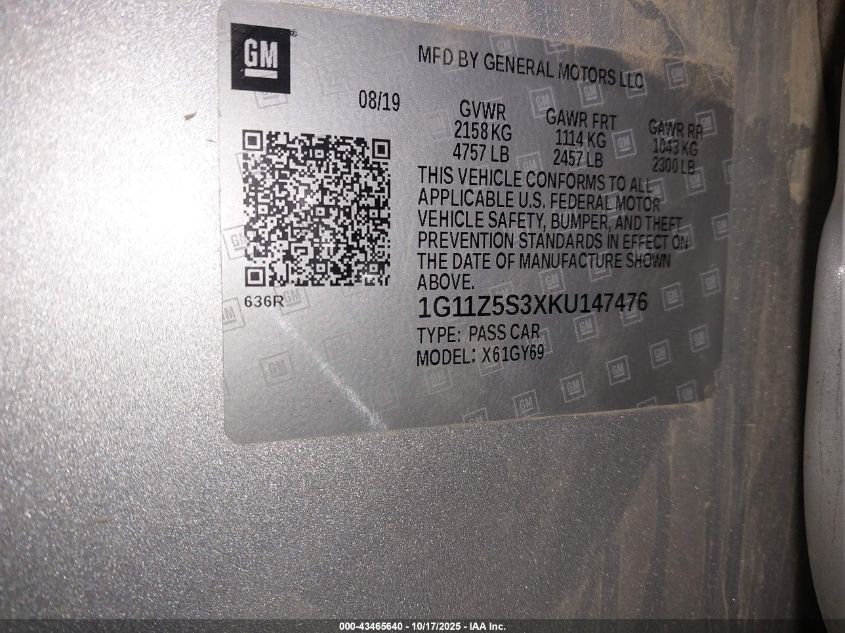 GM
MFD BY GENERAL MOTORS LLC
08/19
GVWR GAWR FRT GAWR RR
2158 KG 1114 KG 1043 KG
4757 LB 2457 LB 2300 LB
THIS VEHICLE CONFORMS TO ALL
APPLICABLE U.S. FEDERAL MOTOR
VEHICLE SAFETY, BUMPER, AND THEFT
PREVENTION STANDARDS IN EFFECT ON
THE DATE OF MANUFACTURE SHOWN
ABOVE.
636R
1G11Z5S3XKU147476
TYPE: PASS CAR
MODEL: X61GY69
000-43465640 - 10/17/2025 - IAA Inc.